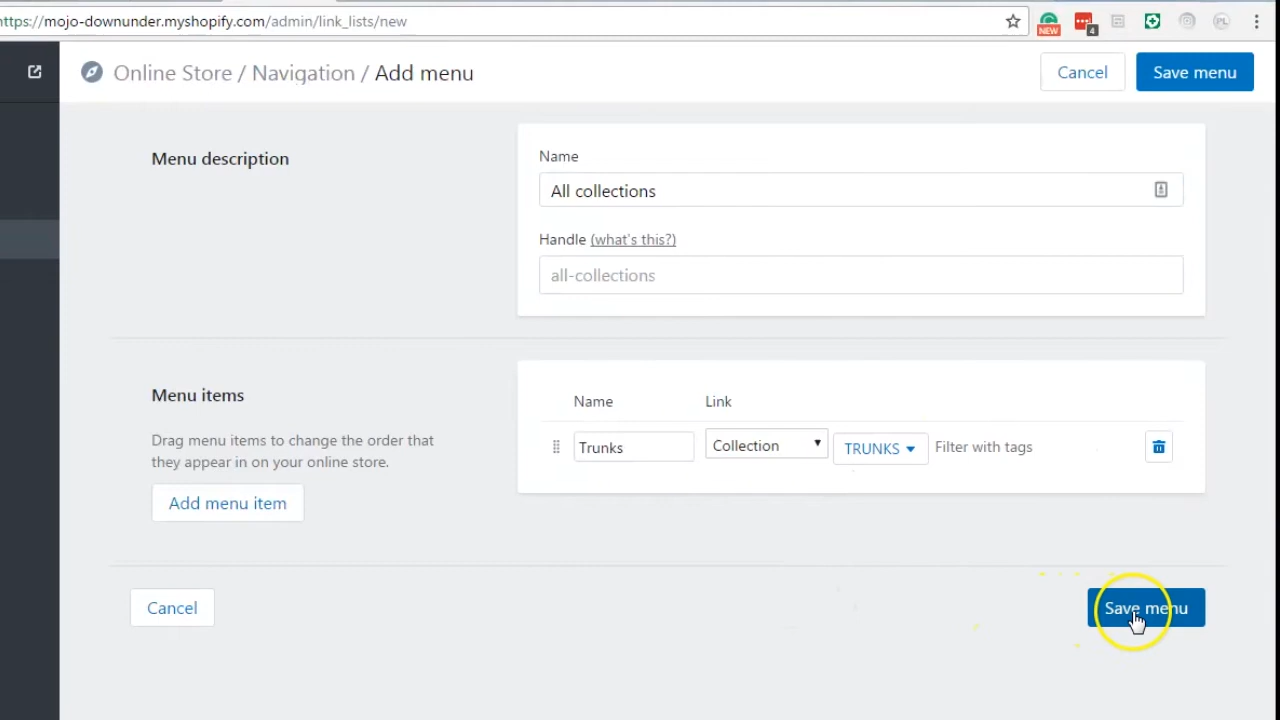 https://mojo-downunder.myshopify.com/admin/link_lists/new
NEW
4
PL
Online Store / Navigation / Add menu
Cancel
Save menu
Menu description
Name
All collections
Handle (what's this?)
all-collections
Menu items
Drag menu items to change the order that
they appear in on your online store.
Add menu item
Name Link
Trunks Collection TRUNKS Filter with tags
Cancel
Save menu